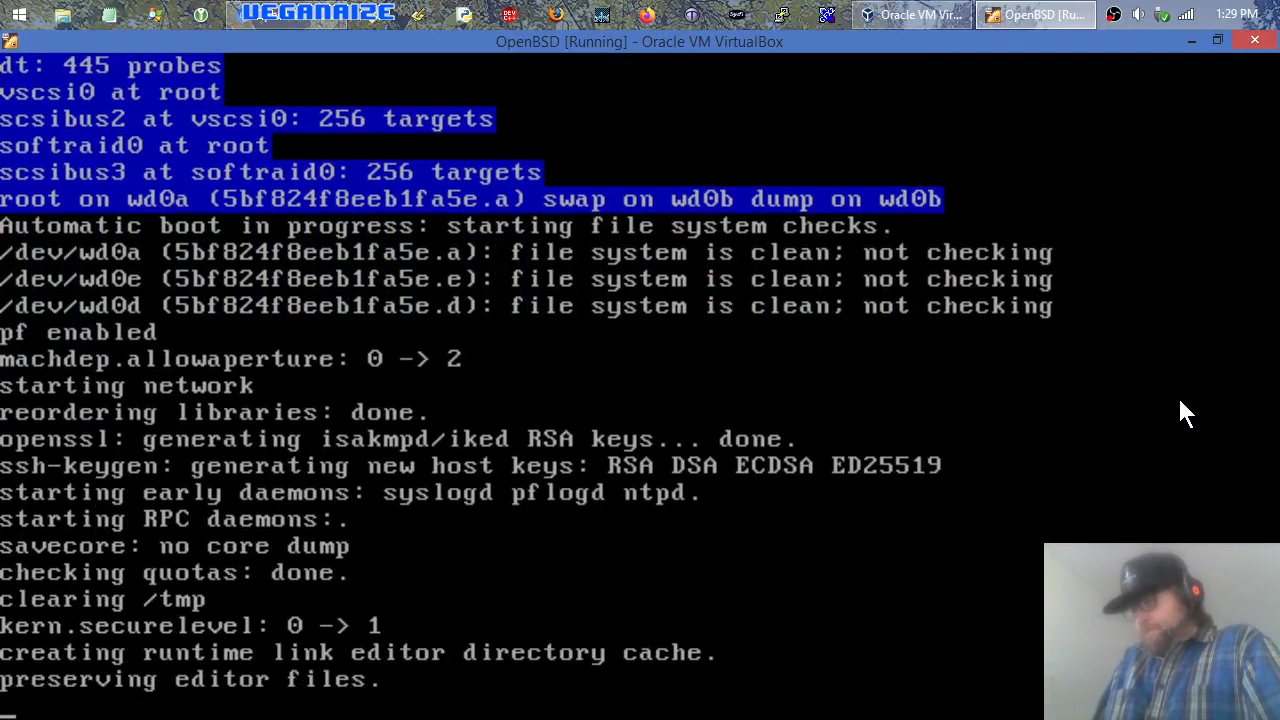 VEGANAIZE
Oracle VM Virt...
OpenBSD [Ru...
1:29 PM
OpenBSD [Running] - Oracle VM VirtualBox
dt: 445 probes
vscsi0 at root
scsibus2 at vscsi0: 256 targets
softraid0 at root
scsibus3 at softraid0: 256 targets
root on wd0a (5bf824f8eeb1fa5e.a) swap on wd0b dump on wd0b
Automatic boot in progress: starting file system checks.
/dev/wd0a (5bf824f8eeb1fa5e.a): file system is clean; not checking
/dev/wd0e (5bf824f8eeb1fa5e.e): file system is clean; not checking
/dev/wd0d (5bf824f8eeb1fa5e.d): file system is clean; not checking
pf enabled
machdep.allowaperture: 0 -> 2
starting network
reordering libraries: done.
openssl: generating isakmpd/iked RSA keys... done.
ssh-keygen: generating new host keys: RSA DSA ECDSA ED25519
starting early daemons: syslogd pflogd ntpd.
starting RPC daemons:.
savecore: no core dump
checking quotas: done.
clearing /tmp
kern.securelevel: 0 -> 1
creating runtime link editor directory cache.
preserving editor files.